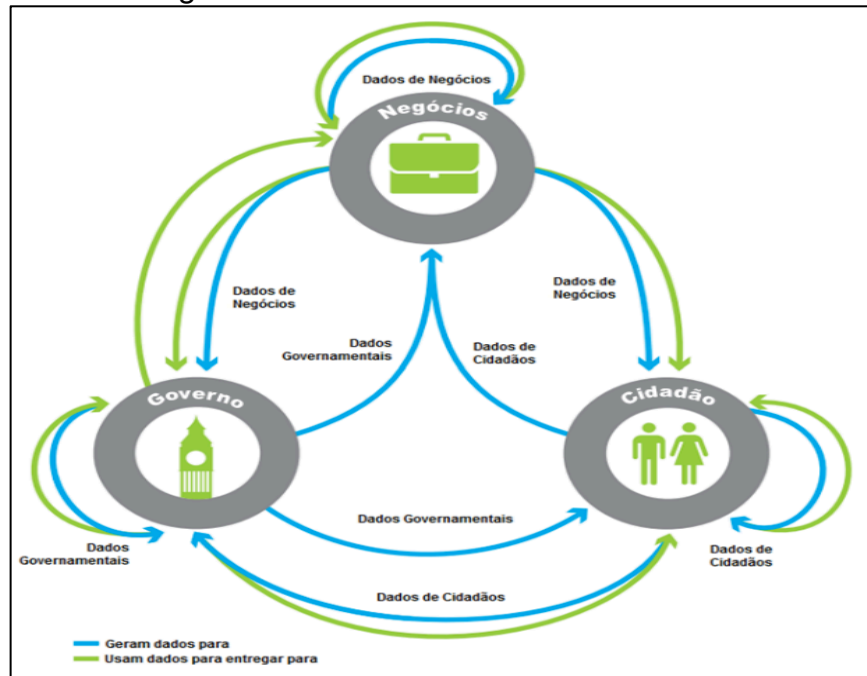 Dados de Negócios
Negócios
Dados de
Negócios
Dados de
Negócios
Dados
Governamentais
Dados de
Cidadãos
Governo
Cidadão
Dados Governamentais
Dados
Governamentais
Dados de
Cidadãos
Dados de Cidadãos
Geram dados para
Usam dados para entregar para